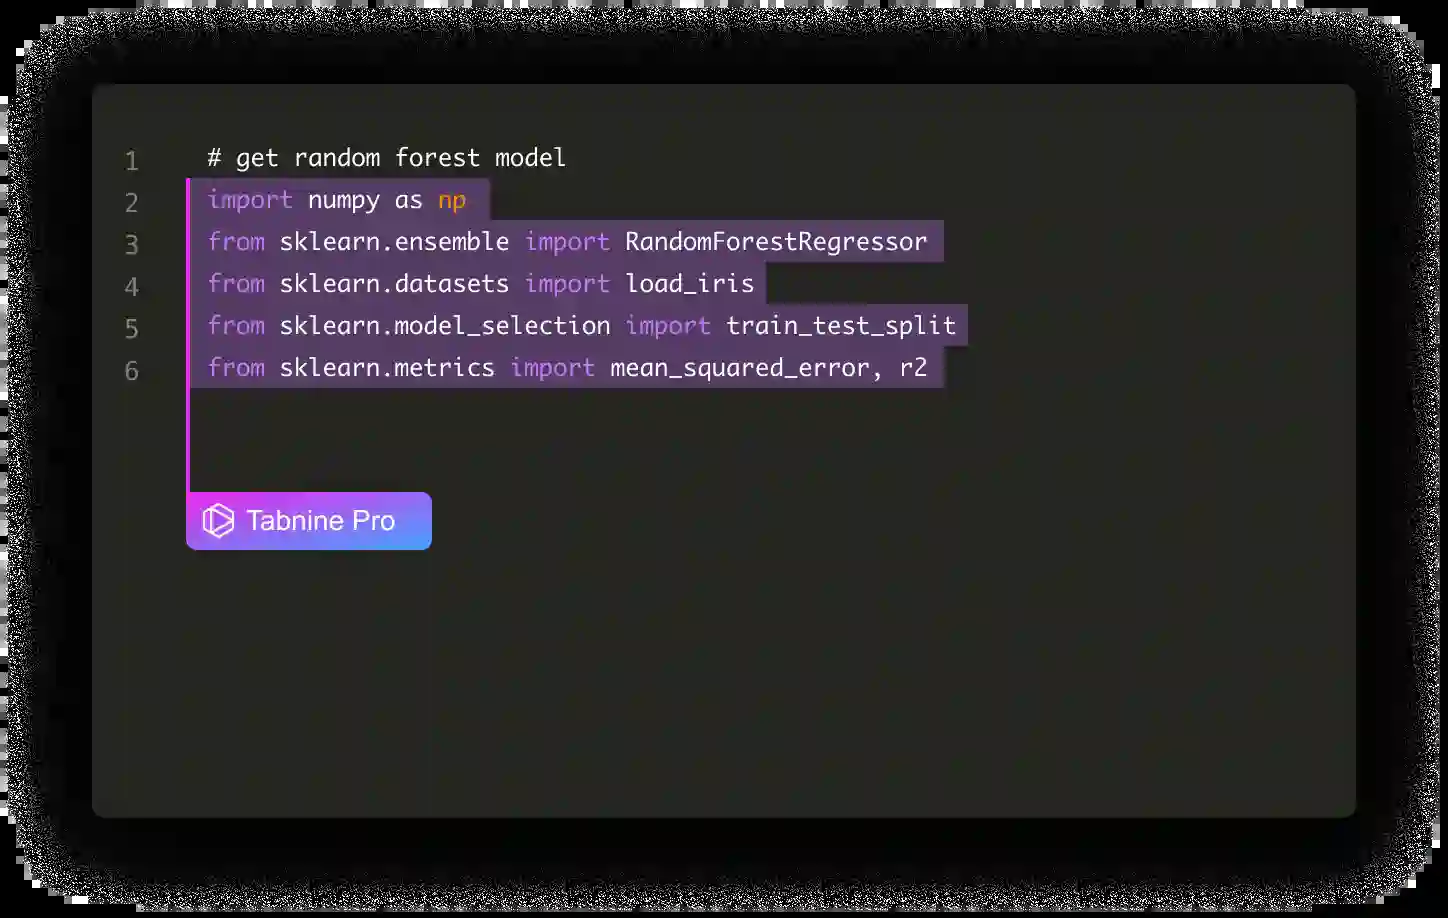 1 # get random forest model
2 import numpy as np
3 from sklearn.ensemble import RandomForestRegressor
4 from sklearn.datasets import load_iris
5 from sklearn.model_selection import train_test_split
6 from sklearn.metrics import mean_squared_error, r2
Tabnine Pro